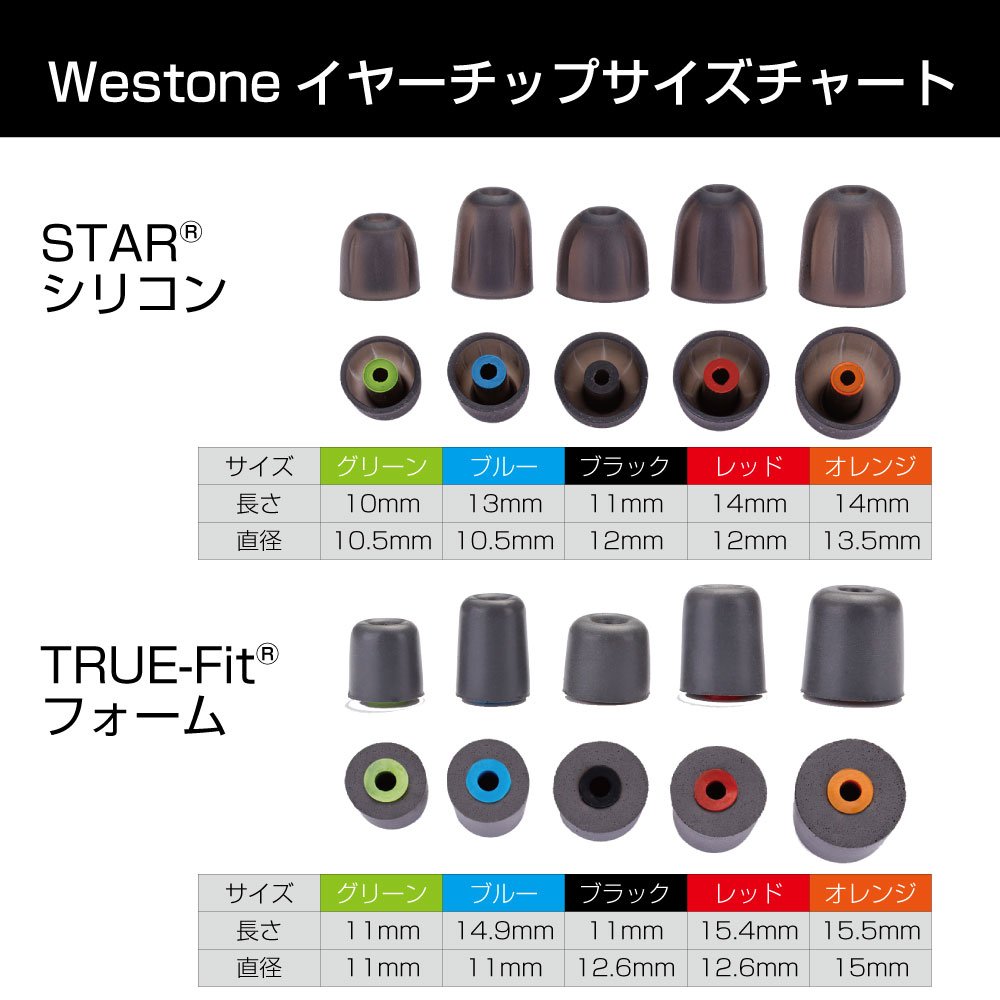 Westone イヤーチップサイズチャート
STAR®
シリコン
サイズ グリーン ブルー ブラック レッド オレンジ
長さ 10mm 13mm 11mm 14mm 14mm
直径 10.5mm 10.5mm 12mm 12mm 13.5mm
TRUE-Fit®
フォーム
サイズ グリーン ブルー ブラック レッド オレンジ
長さ 11mm 14.9mm 11mm 15.4mm 15.5mm
直径 11mm 11mm 12.6mm 12.6mm 15mm